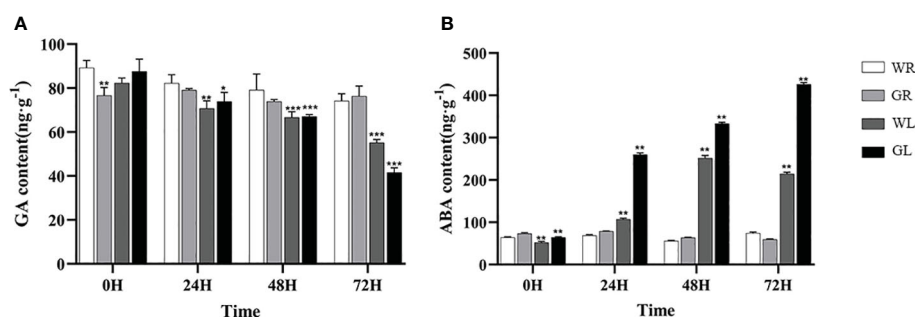 A
GA content(ng·g-1)
100
80
60
40
20
0
**
**
*
***
***
***
***
0H
24H
48H
72H
Time
B
ABA content(ng·g-1)
500
400
300
200
100
0
**
**
**
**
**
**
**
**
0H
24H
48H
72H
Time
WR
GR
WL
GL